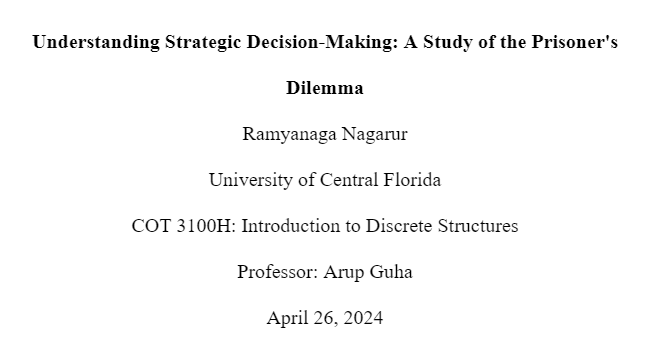 Understanding Strategic Decision-Making: A Study of the Prisoner's
Dilemma
Ramyanaga Nagarur
University of Central Florida
COT 3100H: Introduction to Discrete Structures
Professor: Arup Guha
April 26, 2024